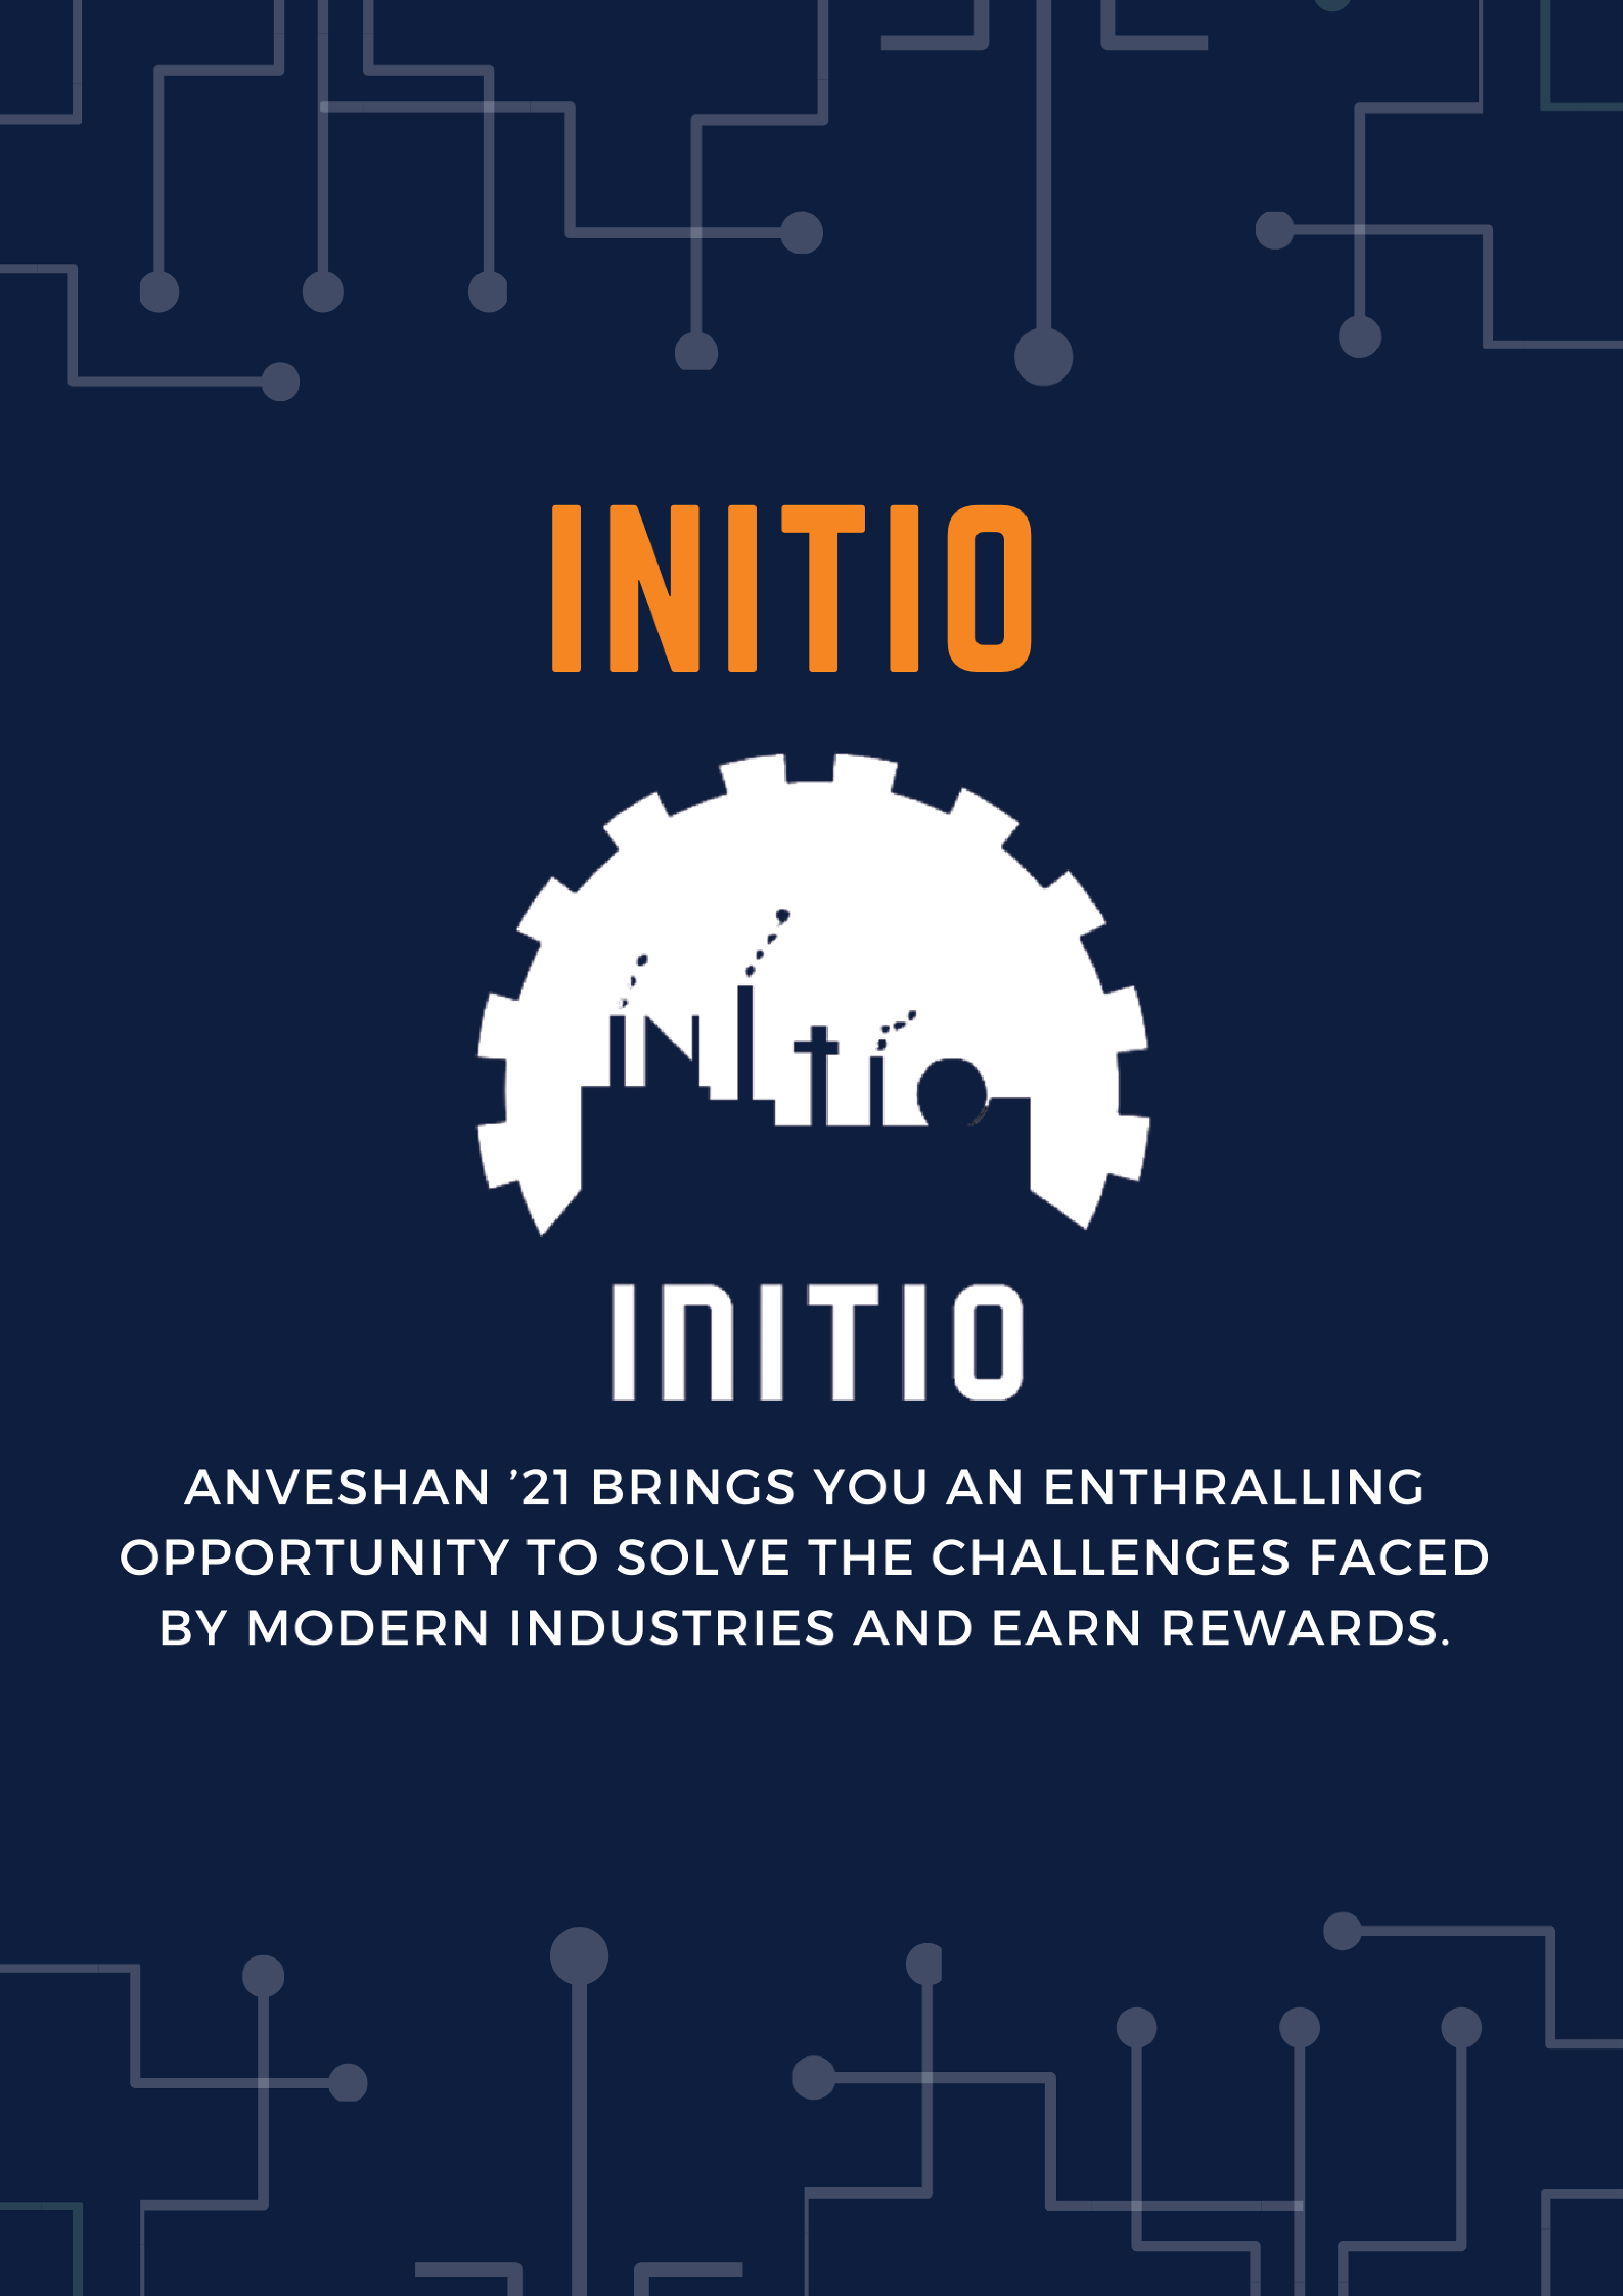 INITIO
INItiO
INITIO
ANVESHAN ’21 BRINGS YOU AN ENTHRALLING
OPPORTUNITY TO SOLVE THE CHALLENGES FACED
BY MODERN INDUSTRIES AND EARN REWARDS.